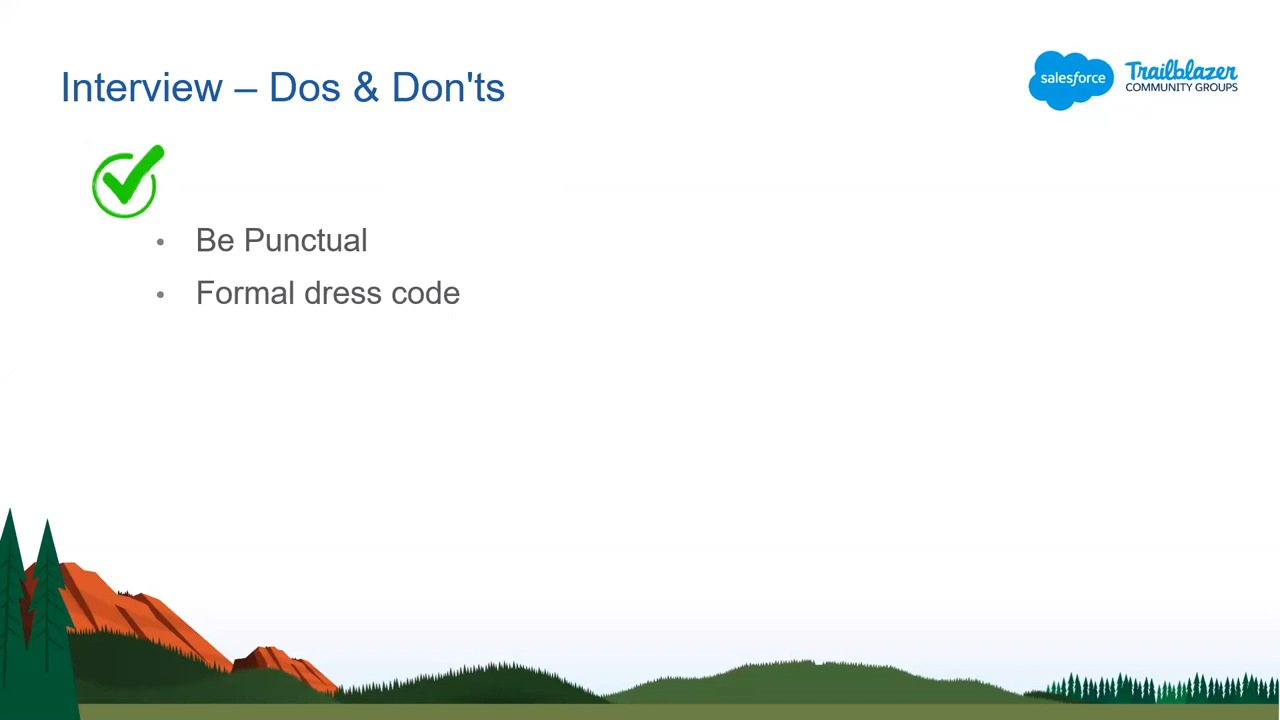 Interview – Dos & Don'ts
salesforce
Trailblazer
COMMUNITY GROUPS
• Be Punctual
• Formal dress code